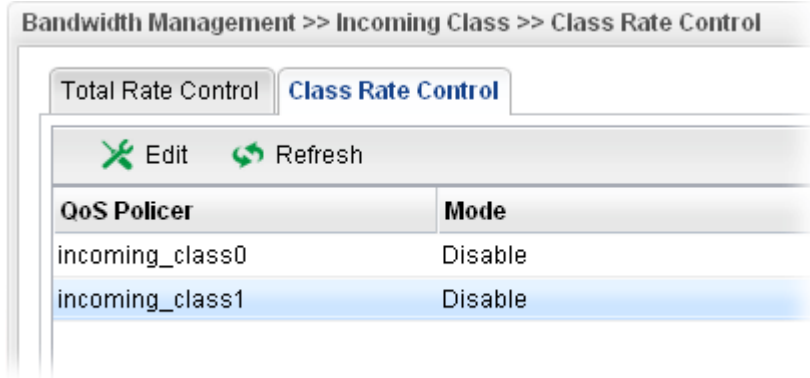 Bandwidth Management >> Incoming Class >> Class Rate Control
Total Rate Control Class Rate Control
Edit Refresh
QoS Policer Mode
incoming_class0 Disable
incoming_class1 Disable